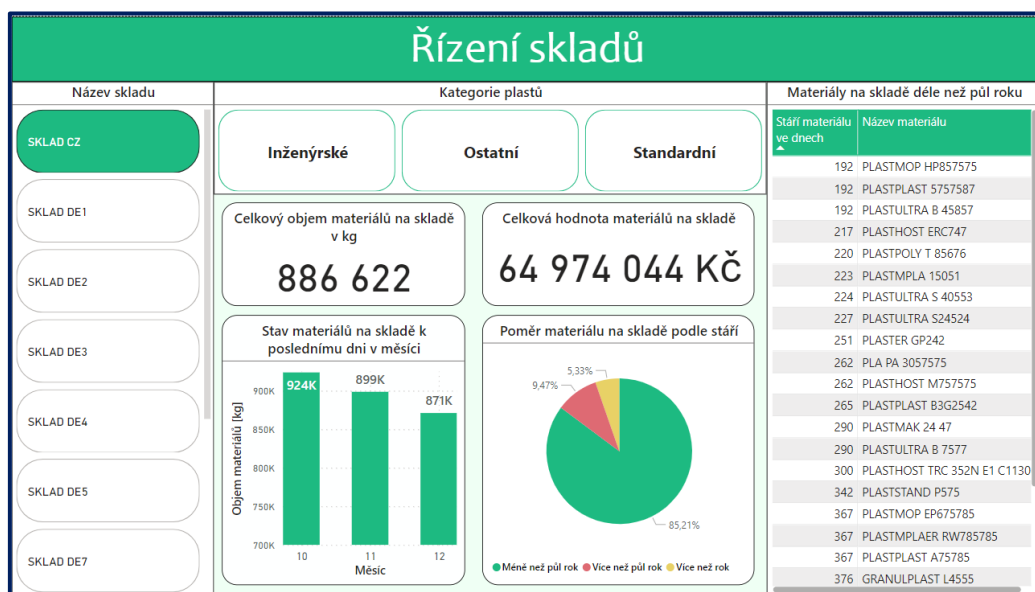 Řízení skladů
Název skladu
SKLAD CZ
SKLAD DE1
SKLAD DE2
SKLAD DE3
SKLAD DE4
SKLAD DE5
SKLAD DE7
Kategorie plastů
Inženýrské
Ostatní
Standardní
Celkový objem materiálů na skladě
v kg
886 622
Celková hodnota materiálů na skladě
64 974 044 Kč
Stav materiálů na skladě k
poslednímu dni v měsíci
Objem materiálů [kg]
900K
850K
800K
750K
700K
924K
899K
871K
10
11
12
Měsíc
Poměr materiálu na skladě podle stáří
5,33%
9,47%
85,21%
Méně než půl rok
Více než půl rok
Více než rok
Materiály na skladě déle než půl roku
Stáří materiálu Název materiálu
ve dnech
192 PLASTMOP HP857575
192 PLASTPLAST 5757587
192 PLASTULTRA B 45857
217 PLASTHOST ERC747
220 PLASTPOLY T 85676
223 PLASTMPLA 15051
224 PLASTULTRA S 40553
227 PLASTULTRA S24524
251 PLASTER GP242
262 PLA PA 3057575
262 PLASTHOST M757575
265 PLASTPLAST B3G2542
290 PLASTMAK 24 47
290 PLASTULTRA B 7577
300 PLASTHOST TRC 352N E1 C1130
342 PLASTSTAND P575
367 PLASTMOP EP675785
367 PLASTMPLAER RW785785
367 PLASTPLAST A75785
376 GRANULPLAST L4555